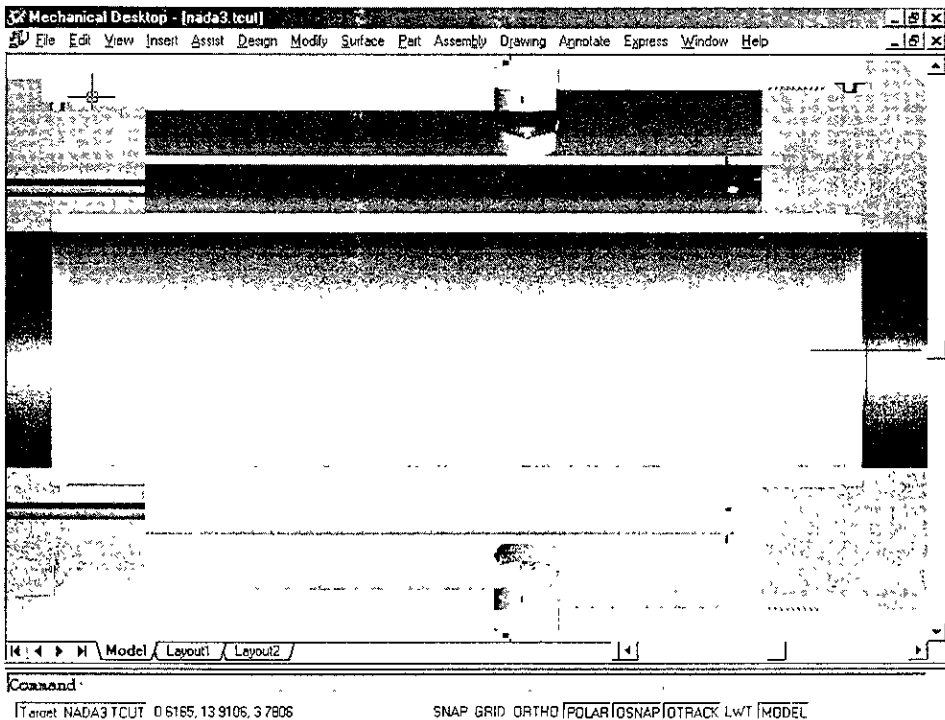 Mechanical Desktop - [nada3.tcut]
File Edit View Insert Assist Design Modify Surface Part Assembly Drawing Annotate Express Window Help
Model Layout1 Layout2
Command:
Target NADA3TCUT 0.6165, 13.9106, 3.7806 SNAP GRID ORTHO POLAR OSNAP OTRACK LWT MODEL